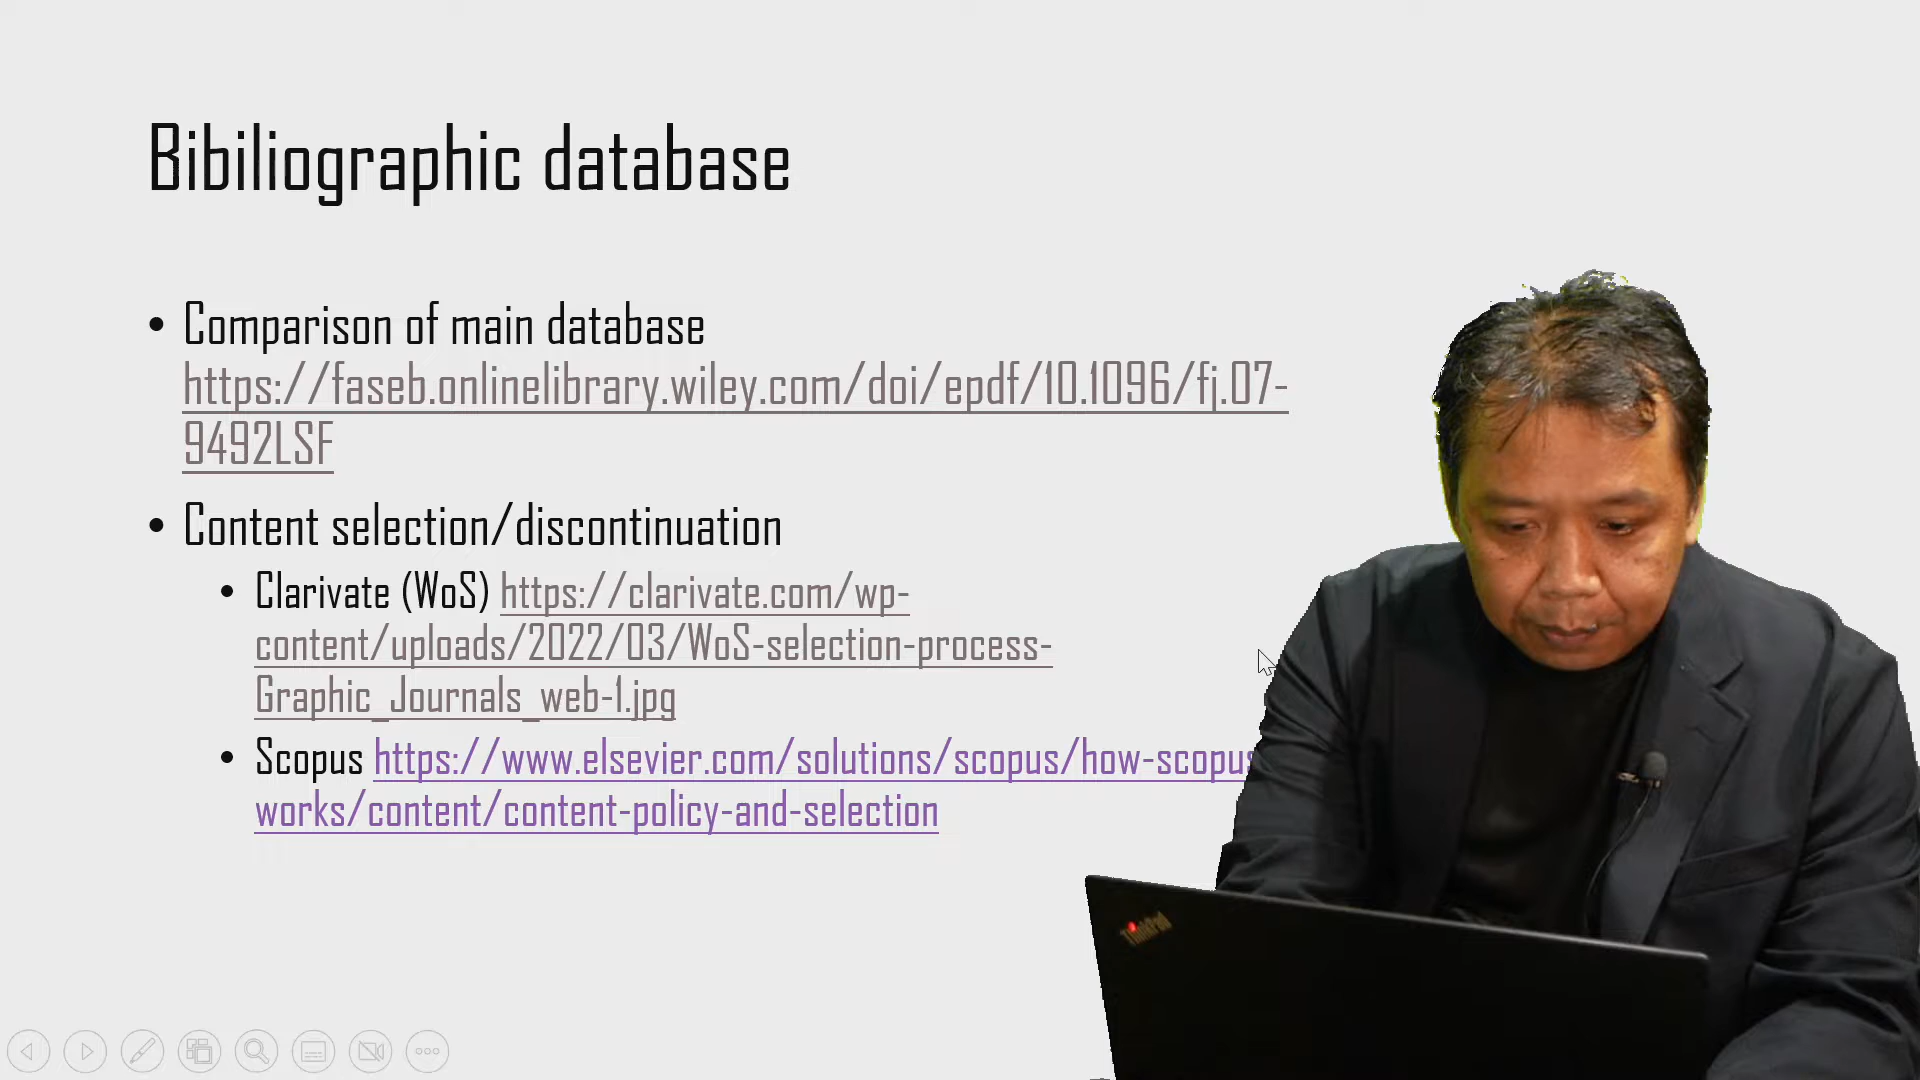 Bibiliographic database
• Comparison of main database
https://faseb.onlinelibrary.wiley.com/doi/epdf/10.1096/fj.07-
9492LSF
• Content selection/discontinuation
• Clarivate (WoS) https://clarivate.com/wp-
content/uploads/2022/03/WoS-selection-process-
Graphic_Journals_web-1.jpg
• Scopus https://www.elsevier.com/solutions/scopus/how-scopus
works/content/content-policy-and-selection
ThinkPad